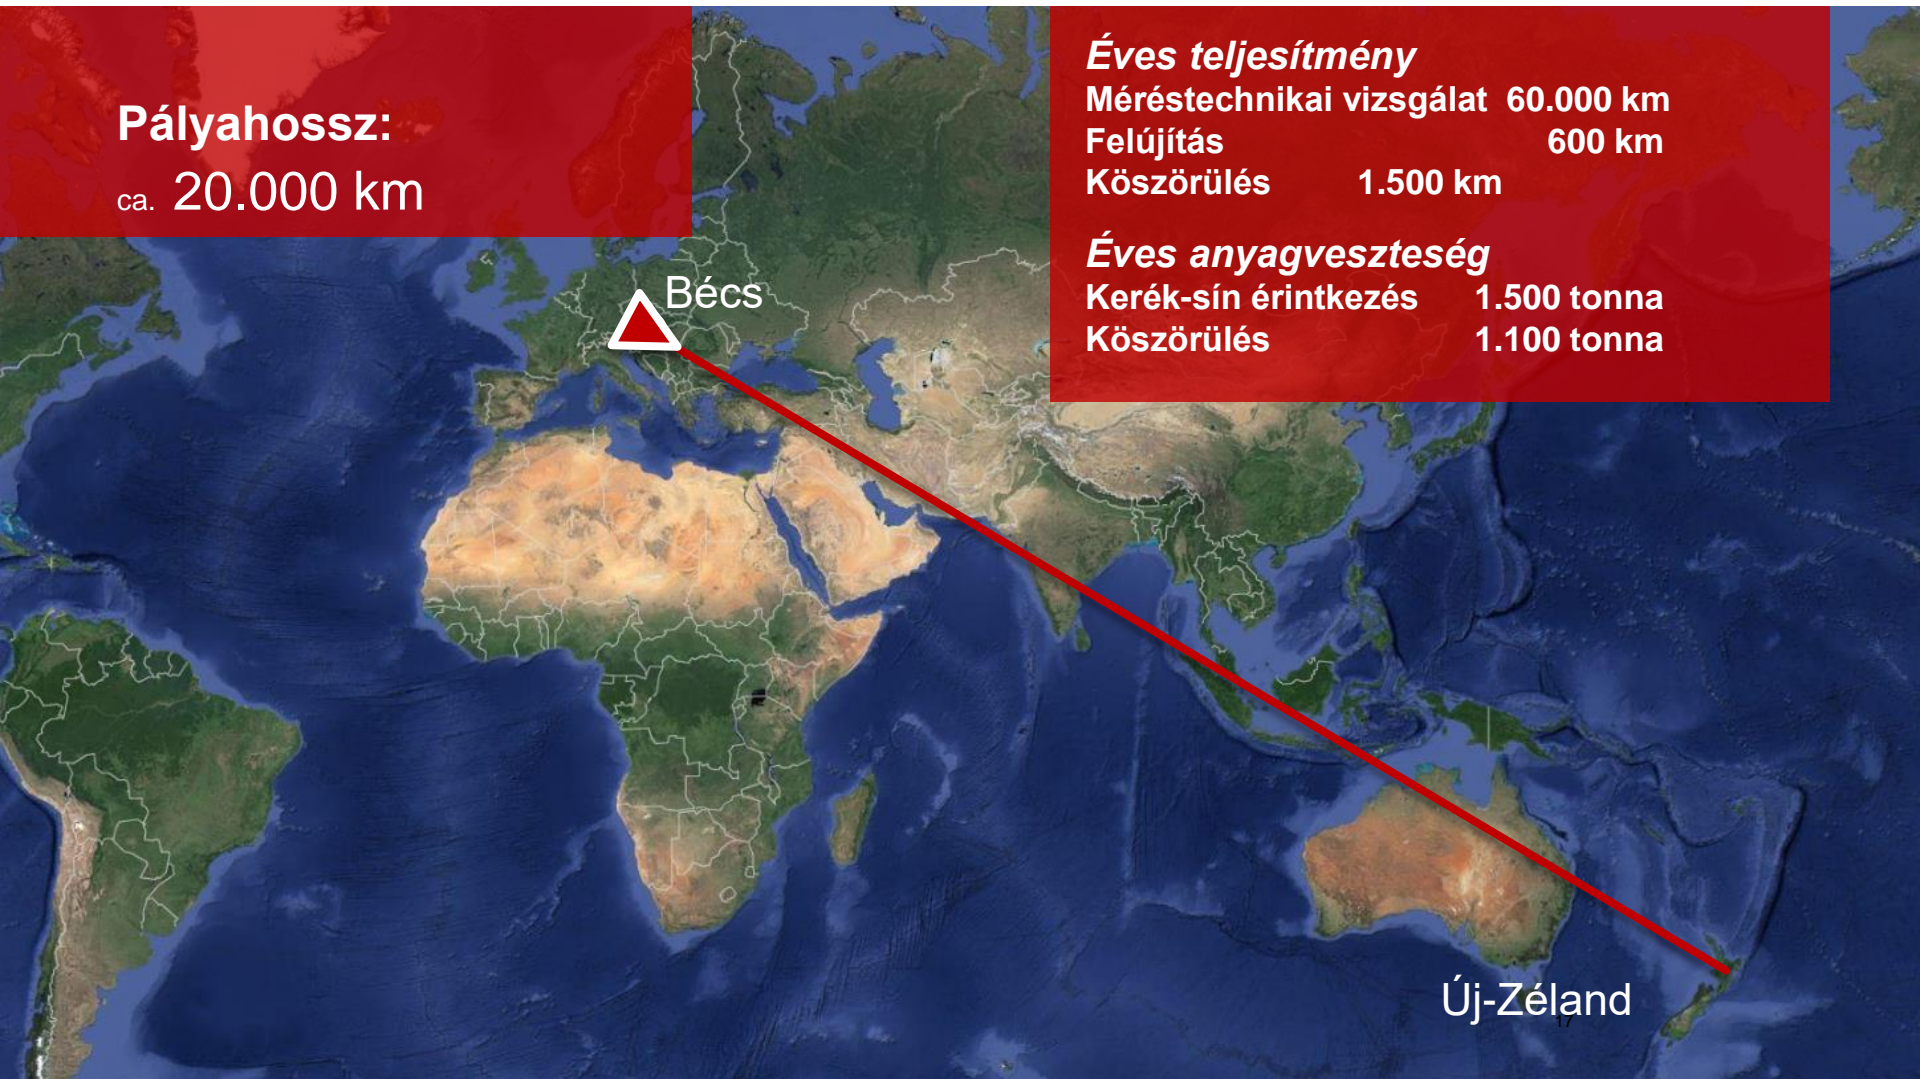 Pályahossz:
ca. 20.000 km
Éves teljesítmény
Méréstechnikai vizsgálat 60.000 km
Felújítás 600 km
Köszörülés 1.500 km
Éves anyagveszteség
Kerék-sín érintkezés 1.500 tonna
Köszörülés 1.100 tonna
Bécs
Új-Zéland
17